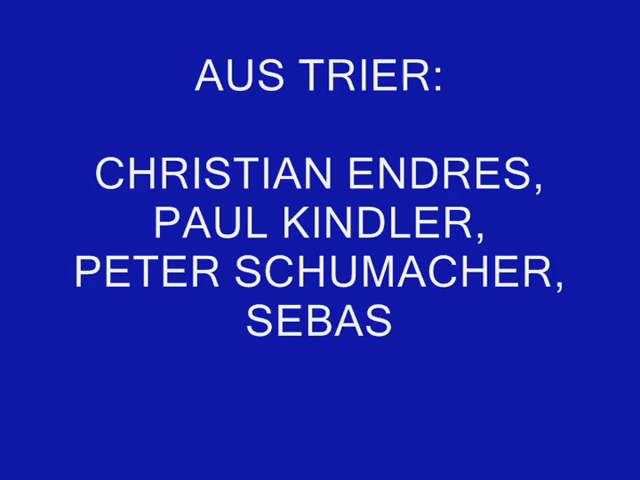 AUS TRIER:
CHRISTIAN ENDRES,
PAUL KINDLER,
PETER SCHUMACHER,
SEBAS